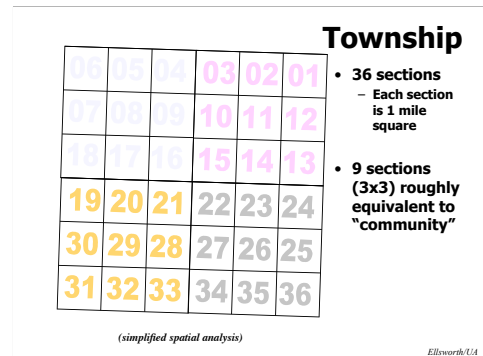 Township
06 05 04 03 02 01
07 08 09 10 11 12
18 17 16 15 14 13
19 20 21 22 23 24
30 29 28 27 26 25
31 32 33 34 35 36
• 36 sections
– Each section
is 1 mile
square
• 9 sections
(3x3) roughly
equivalent to
“community”
(simplified spatial analysis)
Ellsworth/UA